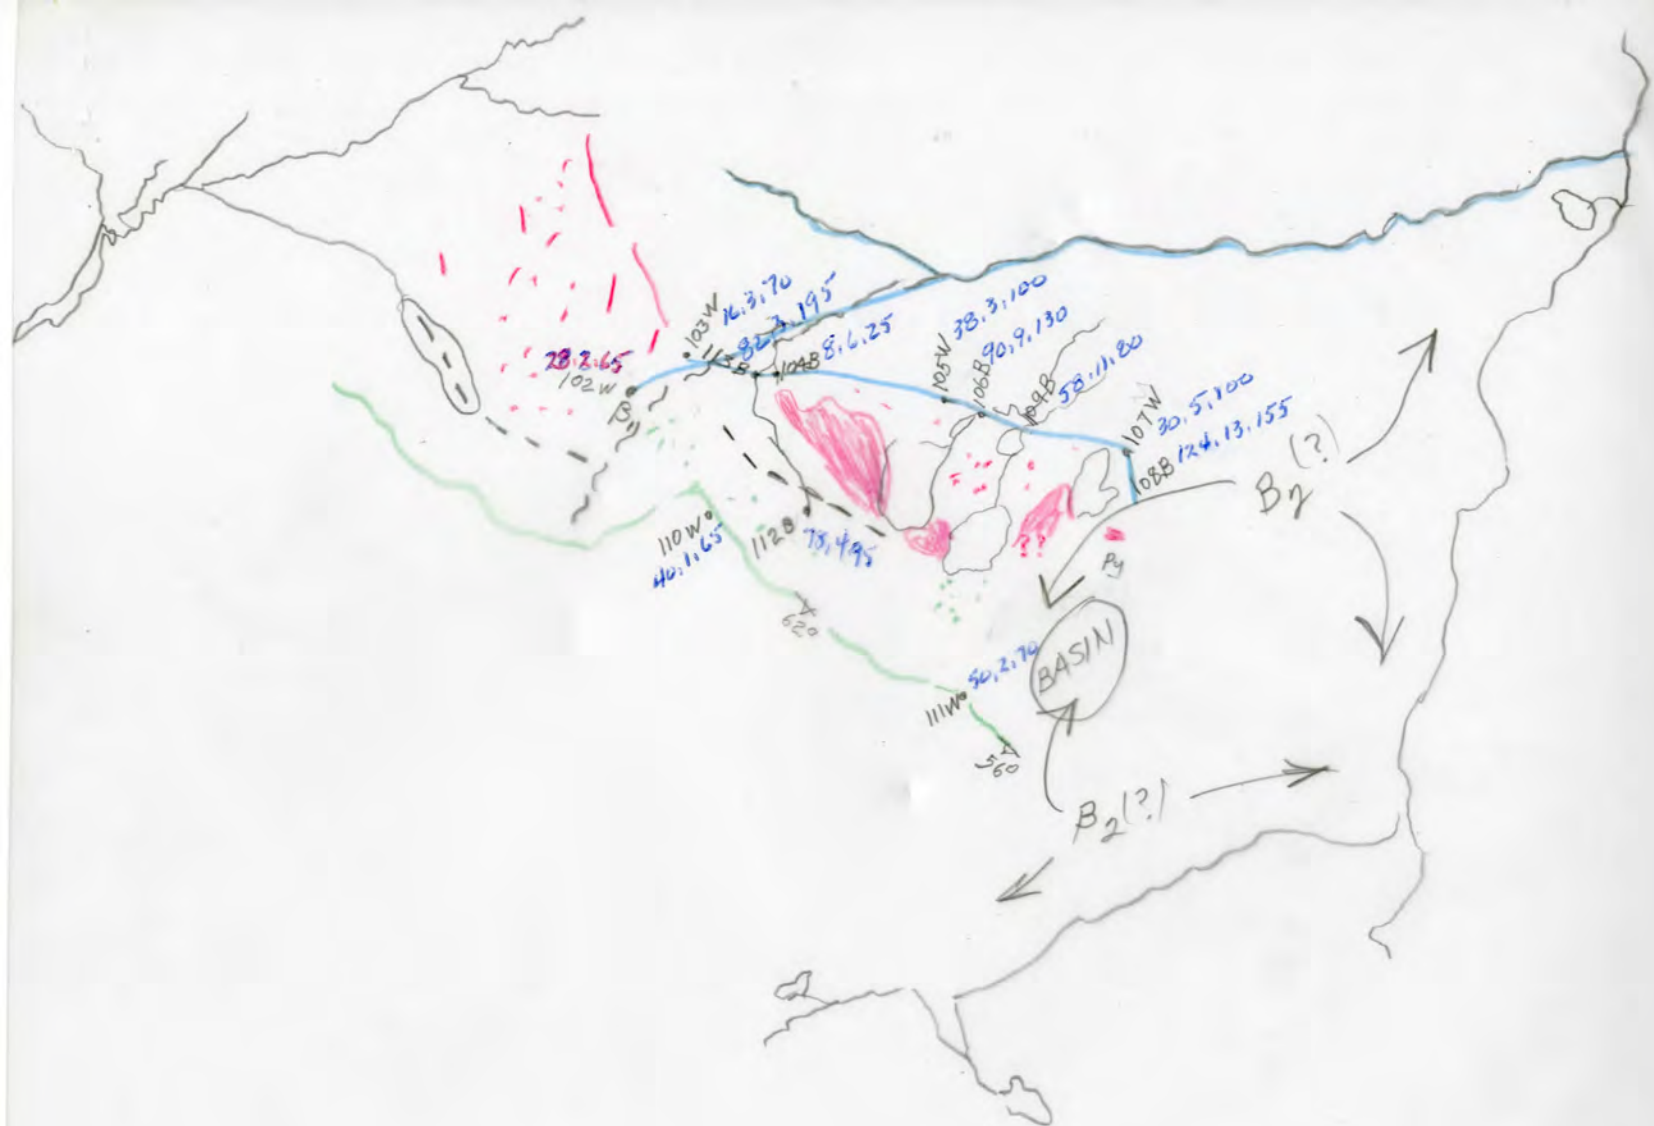 103W 16,3,70
82,3,195
104B 8,6,25
105W 38,3,100
106B 90,9,130
109B 58,11,80
28,2,65
102W
B₁
107W 30,5,100
108B 124,13,155
B₂ (?)
110W
40,1,65
112B 78,4,95
??
Py
620
BASIN
50,2,70
111W
560
B₂(?)